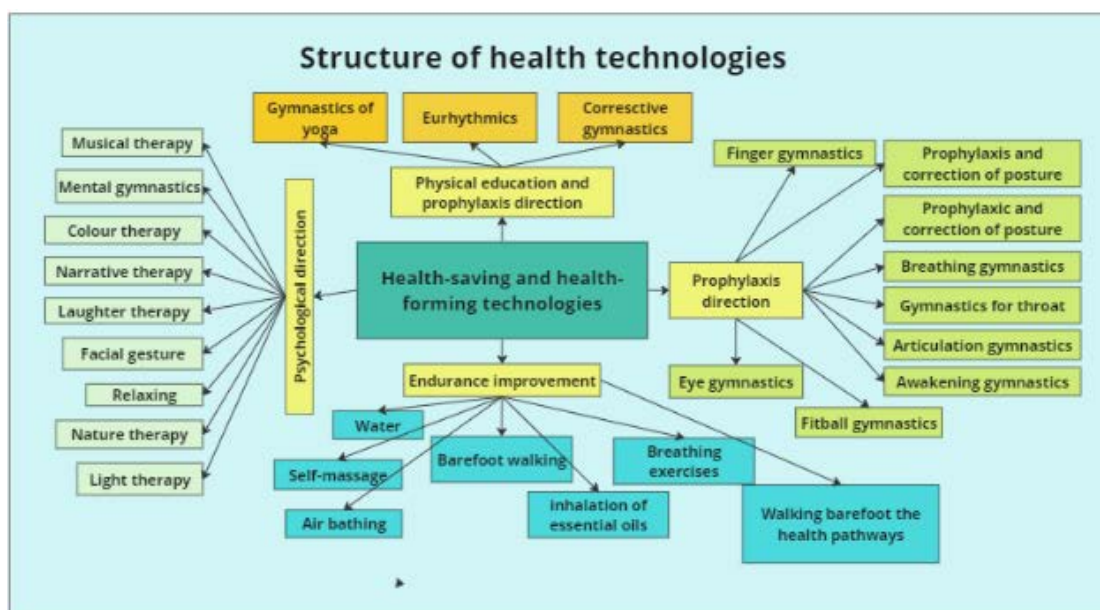 Structure of health technologies
Gymnastics of
yoga
Eurhythmics
Corresctive
gymnastics
Physical education and
prophylaxis direction
Musical therapy
Mental gymnastics
Colour therapy
Narrative therapy
Laughter therapy
Facial gesture
Relaxing
Nature therapy
Light therapy
Psychological direction
Health-saving and health-
forming technologies
Prophylaxis
direction
Finger gymnastics
Prophylaxis and
correction of posture
Prophylaxic and
correction of posture
Breathing gymnastics
Gymnastics for throat
Articulation gymnastics
Awakening gymnastics
Eye gymnastics
Fitball gymnastics
Endurance improvement
Water
Self-massage
Air bathing
Barefoot walking
inhalation of
essential oils
Breathing
exercises
Walking barefoot the
health pathways